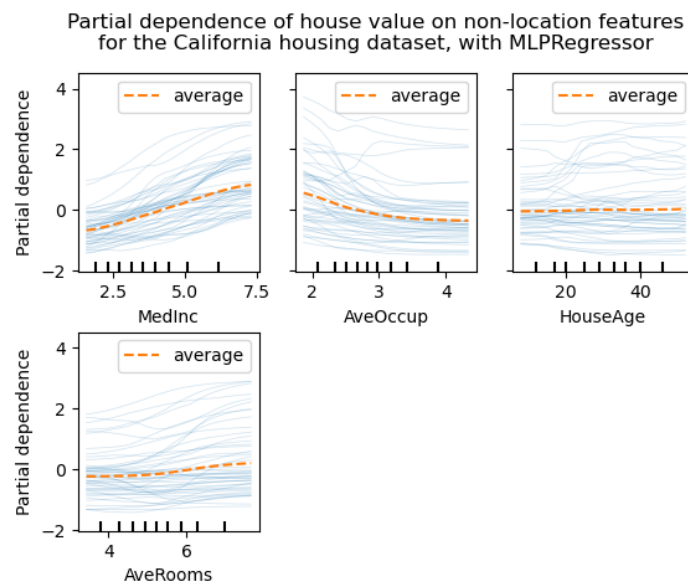 Partial dependence of house value on non-location features
for the California housing dataset, with MLPRegressor
4
2
0
−2
Partial dependence
average
2.5
5.0
7.5
MedInc
average
2
3
4
AveOccup
average
20
40
HouseAge
4
2
0
−2
Partial dependence
average
4
6
AveRooms